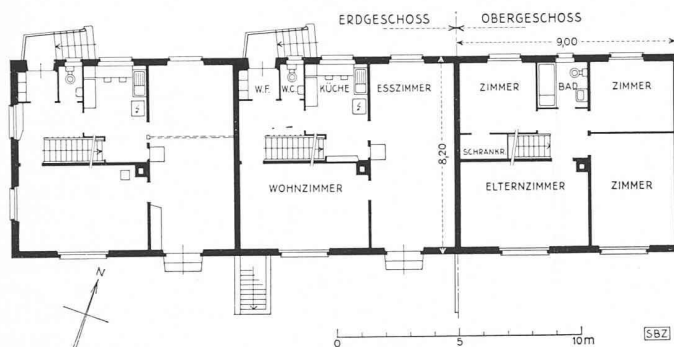 ERDGESCHOSS OBERGESCHOSS
9,00
W.F. W.C. KÜCHE ESSZIMMER ZIMMER BAD ZIMMER
8,20
SCHRANKR.
WOHNZIMMER ELTERNZIMMER ZIMMER
N
0 5 10m
SBZ